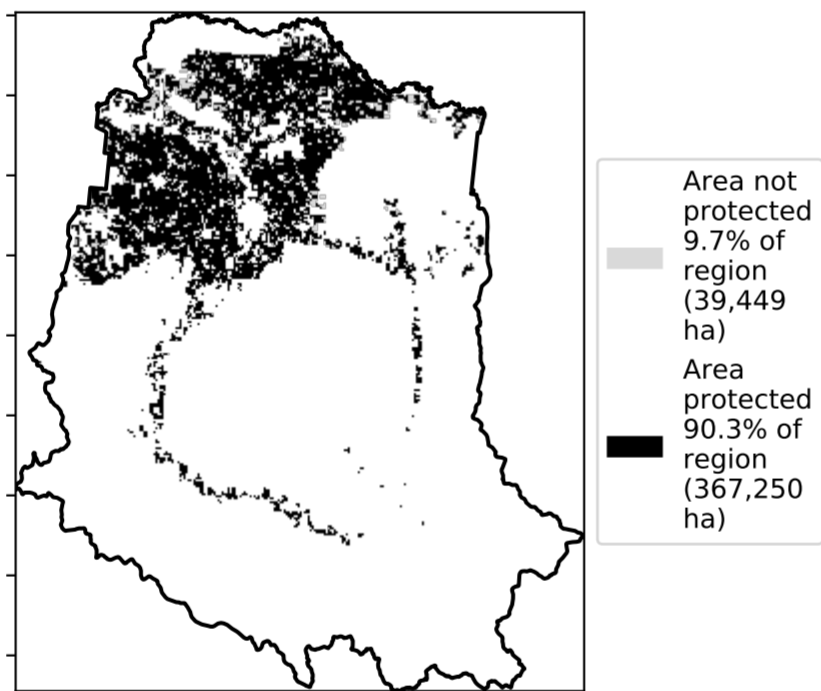 Area not
protected
9.7% of
region
(39,449
ha)
Area
protected
90.3% of
region
(367,250
ha)